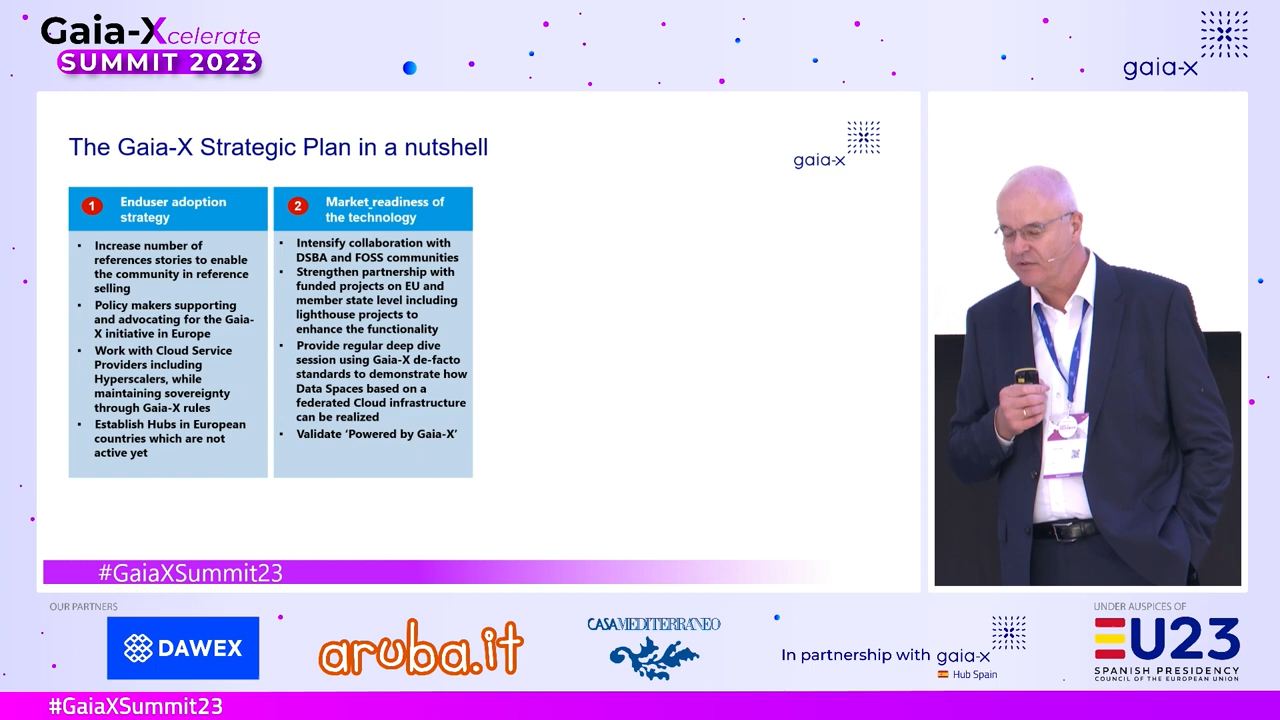 Gaia-Xcelerate
SUMMIT 2023
gaia-x
The Gaia-X Strategic Plan in a nutshell
gaia-x
1 Enduser adoption
strategy
▪ Increase number of
references stories to enable
the community in reference
selling
▪ Policy makers supporting
and advocating for the Gaia-
X initiative in Europe
▪ Work with Cloud Service
Providers including
Hyperscalers, while
maintaining sovereignty
through Gaia-X rules
▪ Establish Hubs in European
countries which are not
active yet
2 Market readiness of
the technology
▪ Intensify collaboration with
DSBA and FOSS communities
▪ Strengthen partnership with
funded projects on EU and
member state level including
lighthouse projects to
enhance the functionality
▪ Provide regular deep dive
session using Gaia-X de-facto
standards to demonstrate how
Data Spaces based on a
federated Cloud infrastructure
can be realized
▪ Validate ‘Powered by Gaia-X’
#GaiaXSummit23
OUR PARTNERS
DAWEX
aruba.it
CASAMEDITERRANEO
In partnership with gaia-x
Hub Spain
UNDER AUSPICES OF
EU23
SPANISH PRESIDENCY
COUNCIL OF THE EUROPEAN UNION
#GaiaXSummit23